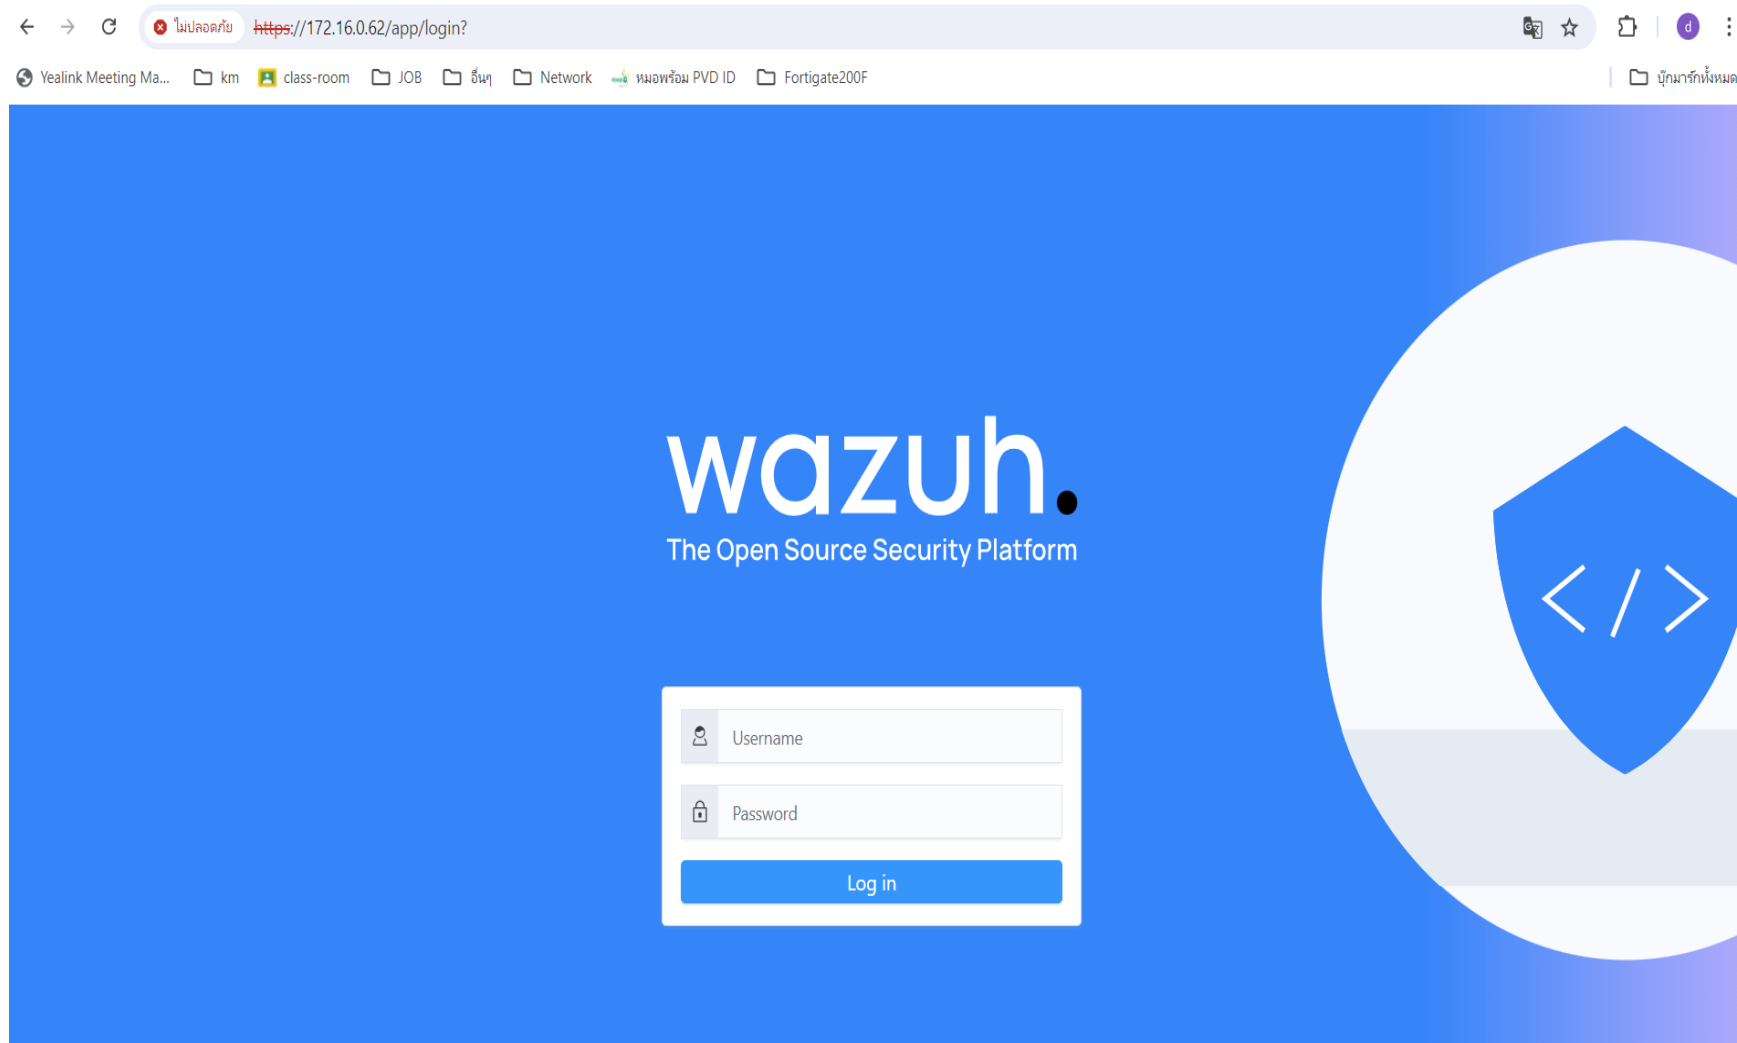 ไม่ปลอดภัย https://172.16.0.62/app/login?
d
Yealink Meeting Ma... km class-room JOB อื่นๆ Network หมอพร้อม PVD ID Fortigate200F บุ๊กมาร์กทั้งหมด
wazuh.
The Open Source Security Platform
</>
Username
Password
Log in